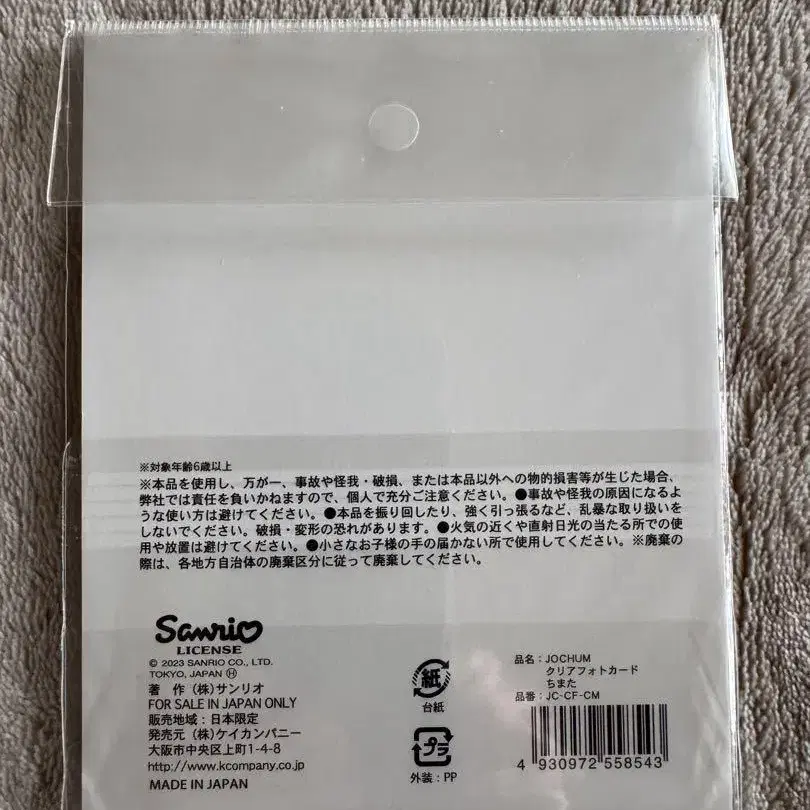 ※対象年齢6歳以上
※本品を使用し、万が一、事故や怪我・破損、または本品以外への物的損害等が生じた場合、
弊社では責任を負いかねますので、個人で充分ご注意ください。●事故や怪我の原因になるよ
うな使い方は避けてください。●本品を振り回したり、強く引っ張るなど、乱暴な取り扱いを
しないでください。破損・変形の恐れがあります。●火気の近くや直射日光の当たる所での使
用や放置は避けてください。●小さなお子様の手の届かない所で使用してください。※廃棄の
際は、各地方自治体の廃棄区分に従って廃棄してください。
Sanrio
LICENSE
© 2023 SANRIO CO., LTD.
TOKYO, JAPAN Ⓗ
著 作 (株)サンリオ
FOR SALE IN JAPAN ONLY
販売地域:日本限定
発売元 (株)ケイカンパニー
大阪市中央区上町1-4-8
http://www.kcompany.co.jp
MADE IN JAPAN
紙
台紙
プラ
外装:PP
品名:JOCHUM
クリアフォトカード
ちまた
品番:JC-CF-CM
4 930972 558543